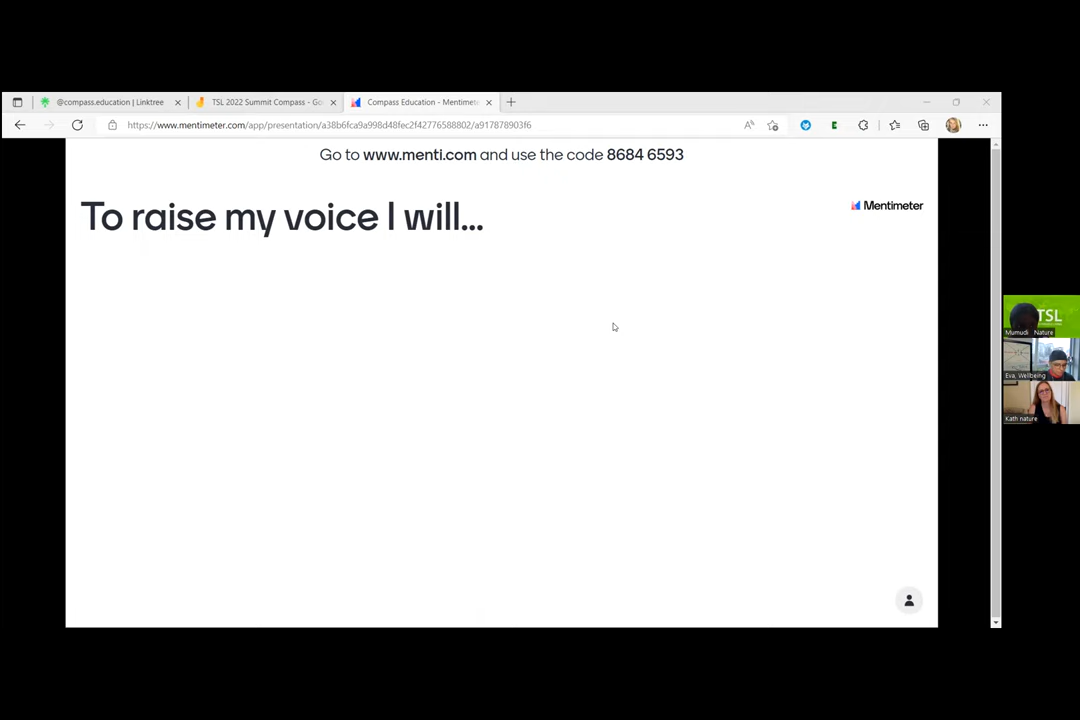 @compass.education | Linktree
TSL 2022 Summit Compass - Go
Compass Education - Mentimete
https://www.mentimeter.com/app/presentation/a38b6fca9a998d48fec2f42776588802/a917878903f6
Go to www.menti.com and use the code 8684 6593
To raise my voice I will...
Mentimeter
TSL
Mumudi Nature
Eva, Wellbeing
Kath nature